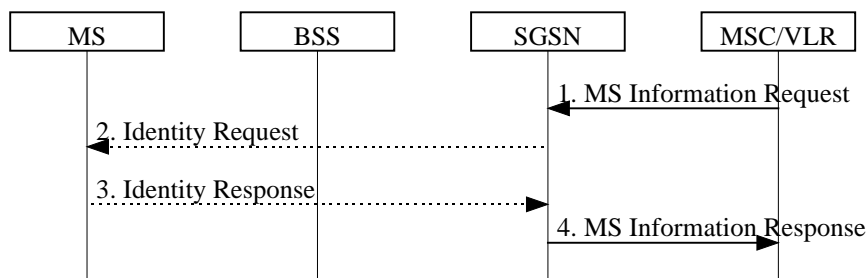 MS
BSS
SGSN
MSC/VLR
1. MS Information Request
2. Identity Request
3. Identity Response
4. MS Information Response